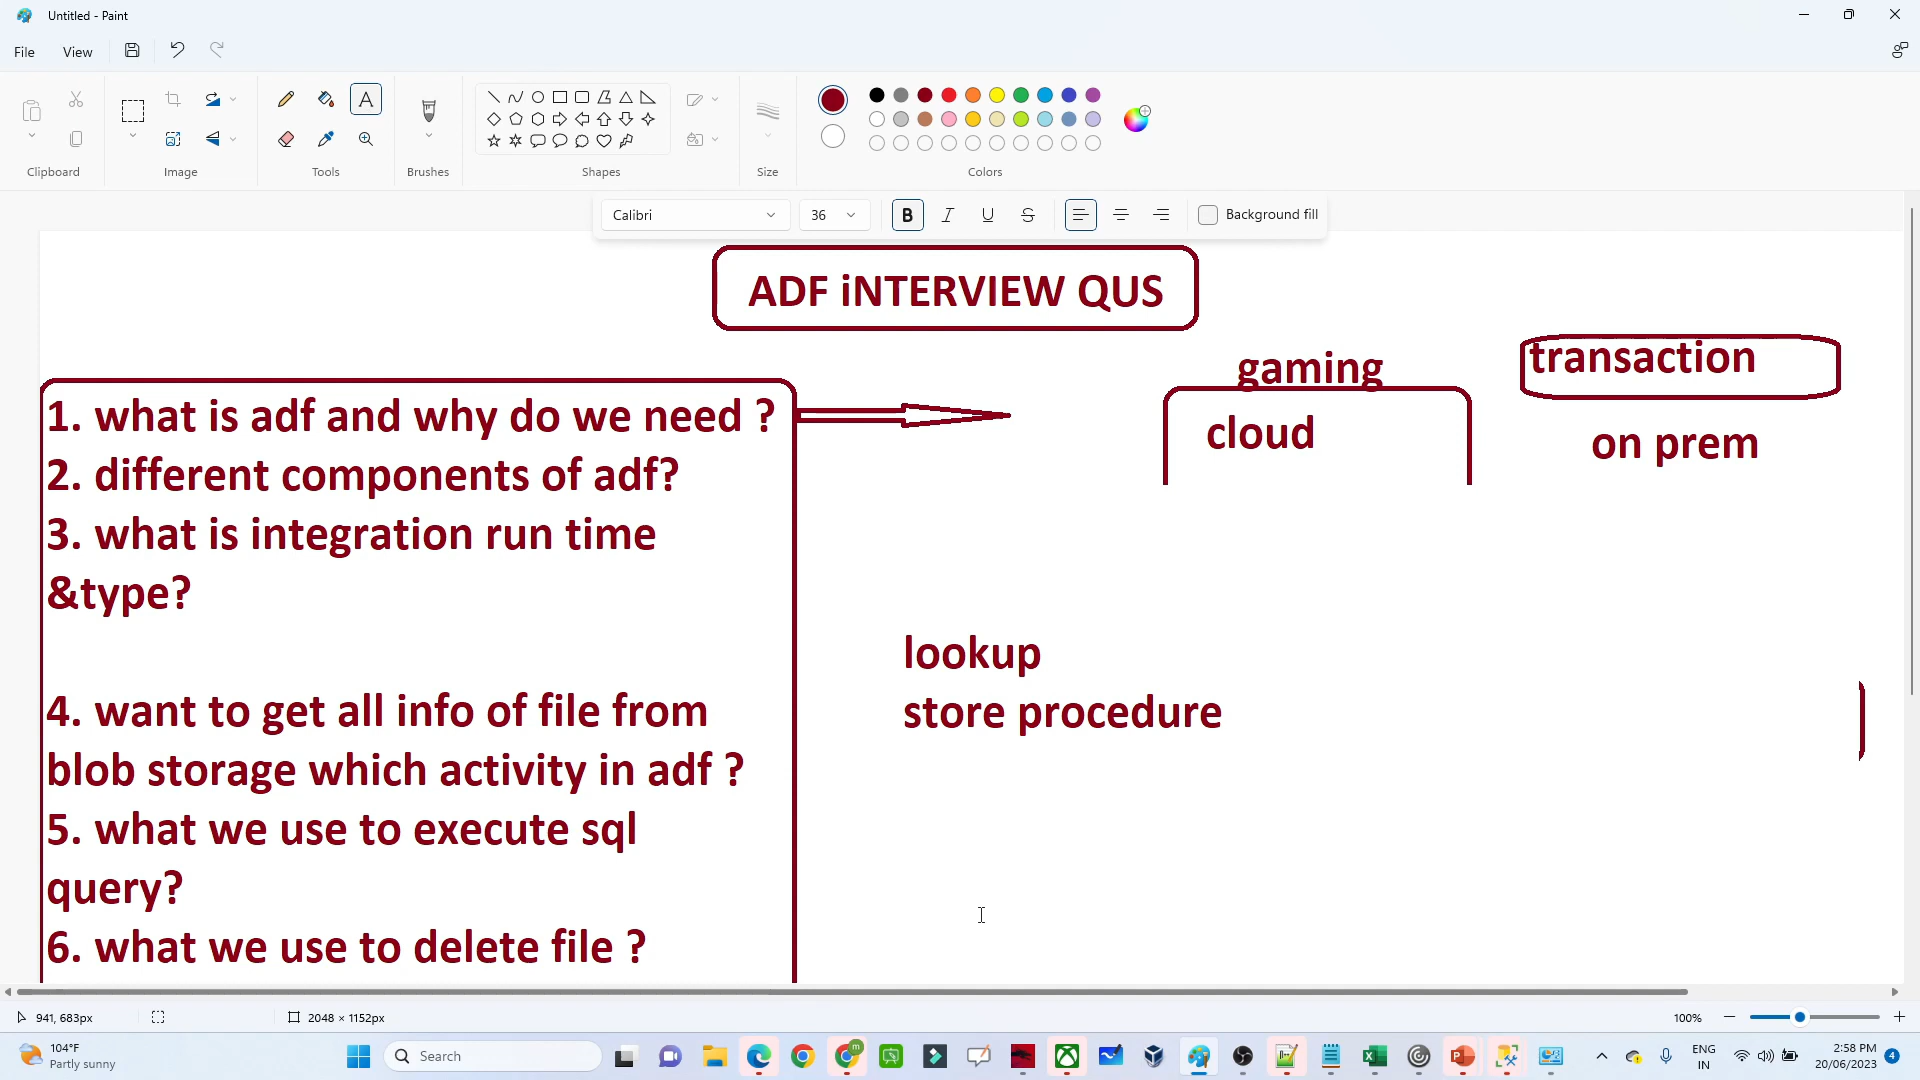 Untitled - Paint
File
View
Clipboard
Image
Tools
Brushes
Shapes
Size
Colors
Calibri
36
B
Background fill
ADF iNTERVIEW QUS
gaming
transaction
cloud
on prem
1. what is adf and why do we need ?
2. different components of adf?
3. what is integration run time
&type?
4. want to get all info of file from
blob storage which activity in adf ?
5. what we use to execute sql
query?
6. what we use to delete file ?
lookup
store procedure
941, 683px
2048 × 1152px
100%
104°F
Partly sunny
Search
ENG
IN
2:58 PM
20/06/2023
4